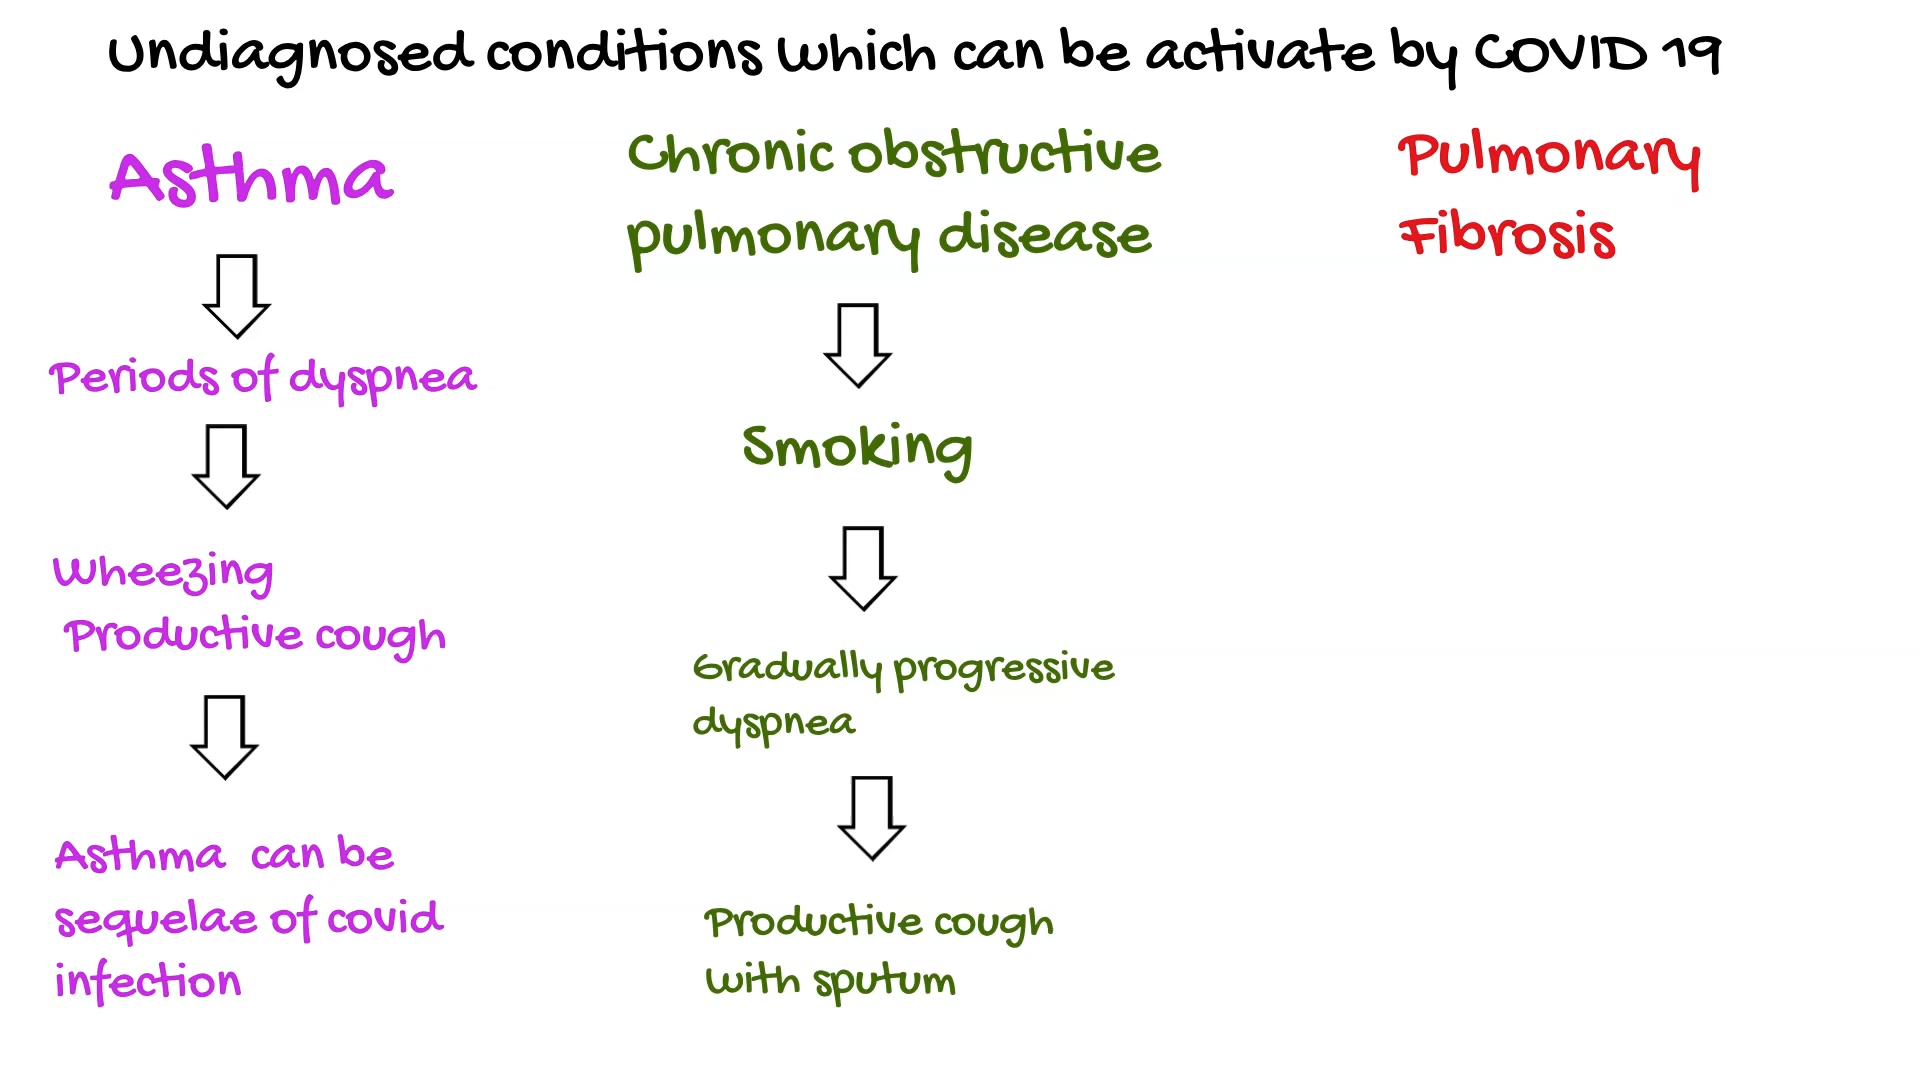 Undiagnosed conditions which can be activate by COVID 19
Asthma
Periods of dyspnea
Wheezing
Productive cough
Asthma can be
sequelae of covid
infection
Chronic obstructive
pulmonary disease
Smoking
Gradually progressive
dyspnea
Productive cough
with sputum
Pulmonary
Fibrosis